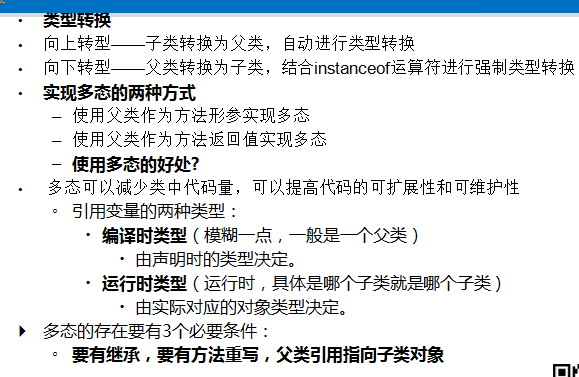 • 类型转换
• 向上转型——子类转换为父类，自动进行类型转换
• 向下转型——父类转换为子类，结合instanceof运算符进行强制类型转换
• 实现多态的两种方式
– 使用父类作为方法形参实现多态
– 使用父类作为方法返回值实现多态
– 使用多态的好处?
• 多态可以减少类中代码量，可以提高代码的可扩展性和可维护性
◦ 引用变量的两种类型：
• 编译时类型（模糊一点，一般是一个父类）
• 由声明时的类型决定。
• 运行时类型（运行时，具体是哪个子类就是哪个子类）
• 由实际对应的对象类型决定。
多态的存在要有3个必要条件：
◦ 要有继承，要有方法重写，父类引用指向子类对象